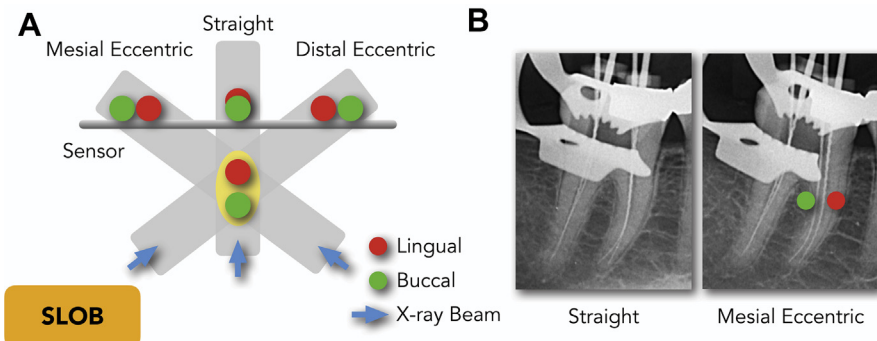 A
Straight
Mesial Eccentric
Distal Eccentric
Sensor
Lingual
Buccal
X-ray Beam
SLOB
B
Straight
Mesial Eccentric